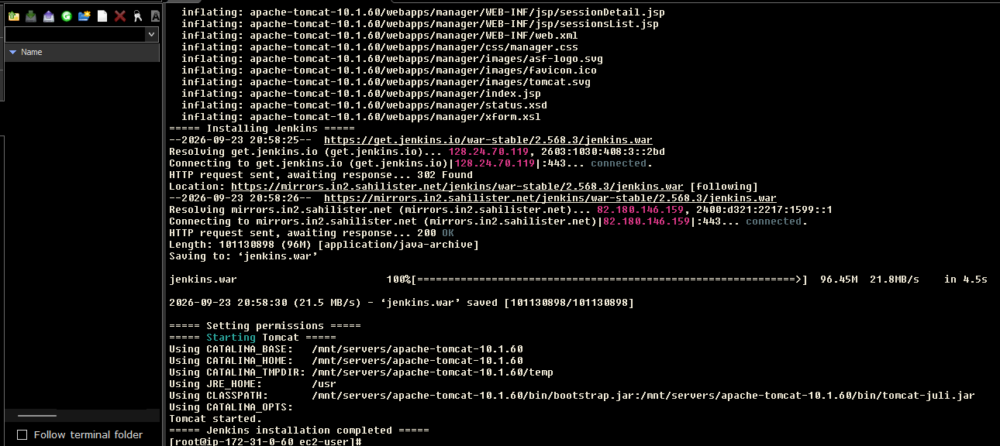 inflating: apache-tomcat-10.1.60/webapps/manager/WEB-INF/jsp/sessionDetail.jsp
inflating: apache-tomcat-10.1.60/webapps/manager/WEB-INF/jsp/sessionsList.jsp
inflating: apache-tomcat-10.1.60/webapps/manager/WEB-INF/web.xml
inflating: apache-tomcat-10.1.60/webapps/manager/css/manager.css
inflating: apache-tomcat-10.1.60/webapps/manager/images/asf-logo.svg
inflating: apache-tomcat-10.1.60/webapps/manager/images/favicon.ico
inflating: apache-tomcat-10.1.60/webapps/manager/images/tomcat.svg
inflating: apache-tomcat-10.1.60/webapps/manager/index.jsp
inflating: apache-tomcat-10.1.60/webapps/manager/status.xsd
inflating: apache-tomcat-10.1.60/webapps/manager/xform.xsl
===== Installing Jenkins =====
--2026-09-23 20:58:25--  https://get.jenkins.io/war-stable/2.568.3/jenkins.war
Resolving get.jenkins.io (get.jenkins.io)... 128.24.70.119, 2603:1030:408:3::2bd
Connecting to get.jenkins.io (get.jenkins.io)|128.24.70.119|:443... connected.
HTTP request sent, awaiting response... 302 Found
Location: https://mirrors.in2.sahilister.net/jenkins/war-stable/2.568.3/jenkins.war [following]
--2026-09-23 20:58:26--  https://mirrors.in2.sahilister.net/jenkins/war-stable/2.568.3/jenkins.war
Resolving mirrors.in2.sahilister.net (mirrors.in2.sahilister.net)... 82.180.146.159, 2400:d321:2217:1599::1
Connecting to mirrors.in2.sahilister.net (mirrors.in2.sahilister.net)|82.180.146.159|:443... connected.
HTTP request sent, awaiting response... 200 OK
Length: 101130898 (96M) [application/java-archive]
Saving to: ‘jenkins.war’
jenkins.war 100%[=============================================================>] 96.45M 21.8MB/s in 4.5s
2026-09-23 20:58:30 (21.5 MB/s) - ‘jenkins.war’ saved [101130898/101130898]
===== Setting permissions =====
===== Starting Tomcat =====
Using CATALINA_BASE:   /mnt/servers/apache-tomcat-10.1.60
Using CATALINA_HOME:   /mnt/servers/apache-tomcat-10.1.60
Using CATALINA_TMPDIR: /mnt/servers/apache-tomcat-10.1.60/temp
Using JRE_HOME:        /usr
Using CLASSPATH:       /mnt/servers/apache-tomcat-10.1.60/bin/bootstrap.jar:/mnt/servers/apache-tomcat-10.1.60/bin/tomcat-juli.jar
Using CATALINA_OPTS:
Tomcat started.
===== Jenkins installation completed =====
[root@ip-172-31-0-60 ec2-user]#
A
Name
Follow terminal folder